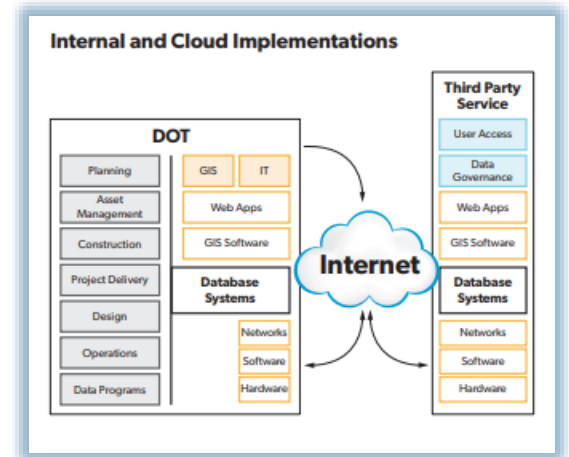 Internal and Cloud Implementations
DOT
Planning
Asset
Management
Construction
Project Delivery
Design
Operations
Data Programs
GIS
IT
Web Apps
GIS Software
Database
Systems
Networks
Software
Hardware
Internet
Third Party
Service
User Access
Data
Governance
Web Apps
GIS Software
Database
Systems
Networks
Software
Hardware